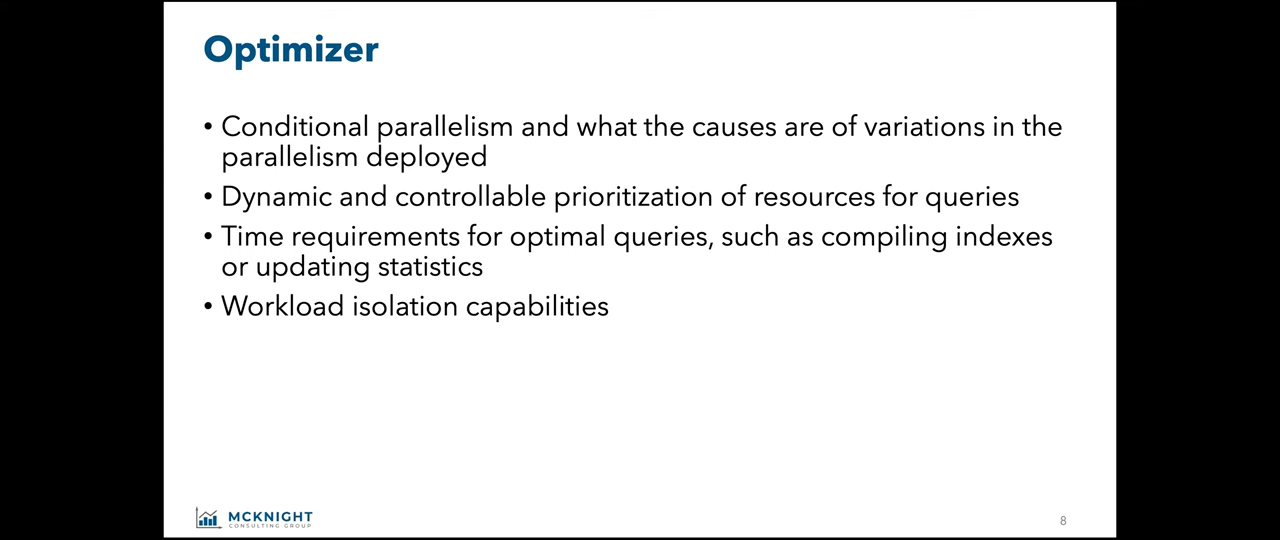 Optimizer
• Conditional parallelism and what the causes are of variations in the
parallelism deployed
• Dynamic and controllable prioritization of resources for queries
• Time requirements for optimal queries, such as compiling indexes
or updating statistics
• Workload isolation capabilities
MCKNIGHT
CONSULTING GROUP
8